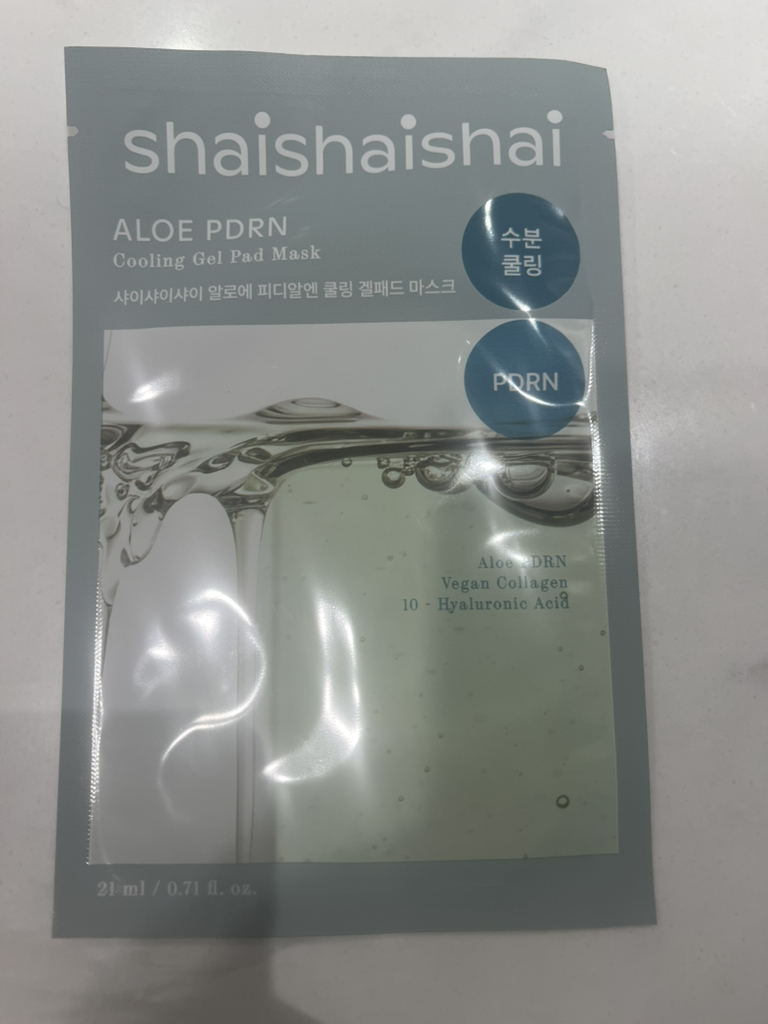 shaishaishai
ALOE PDRN
Cooling Gel Pad Mask
샤이샤이샤이 알로에 피디알엔 쿨링 겔패드 마스크
수분
쿨링
PDRN
Aloe PDRN
Vegan Collagen
10 - Hyaluronic Acid
21 ml / 0.71 fl. oz.